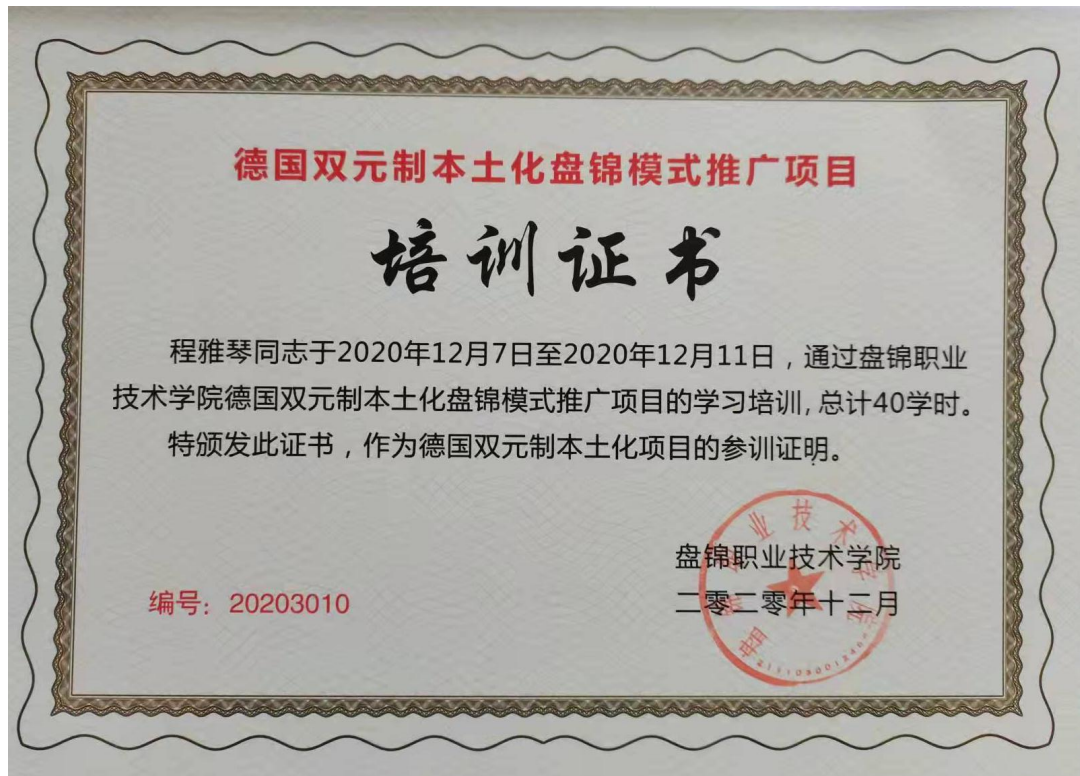 德国双元制本土化盘锦模式推广项目
培训证书
程雅琴同志于2020年12月7日至2020年12月11日，通过盘锦职业
技术学院德国双元制本土化盘锦模式推广项目的学习培训，总计40学时。
特颁发此证书，作为德国双元制本土化项目的参训证明。
盘锦职业技术学院
二零二零年十二月
编号：20203010